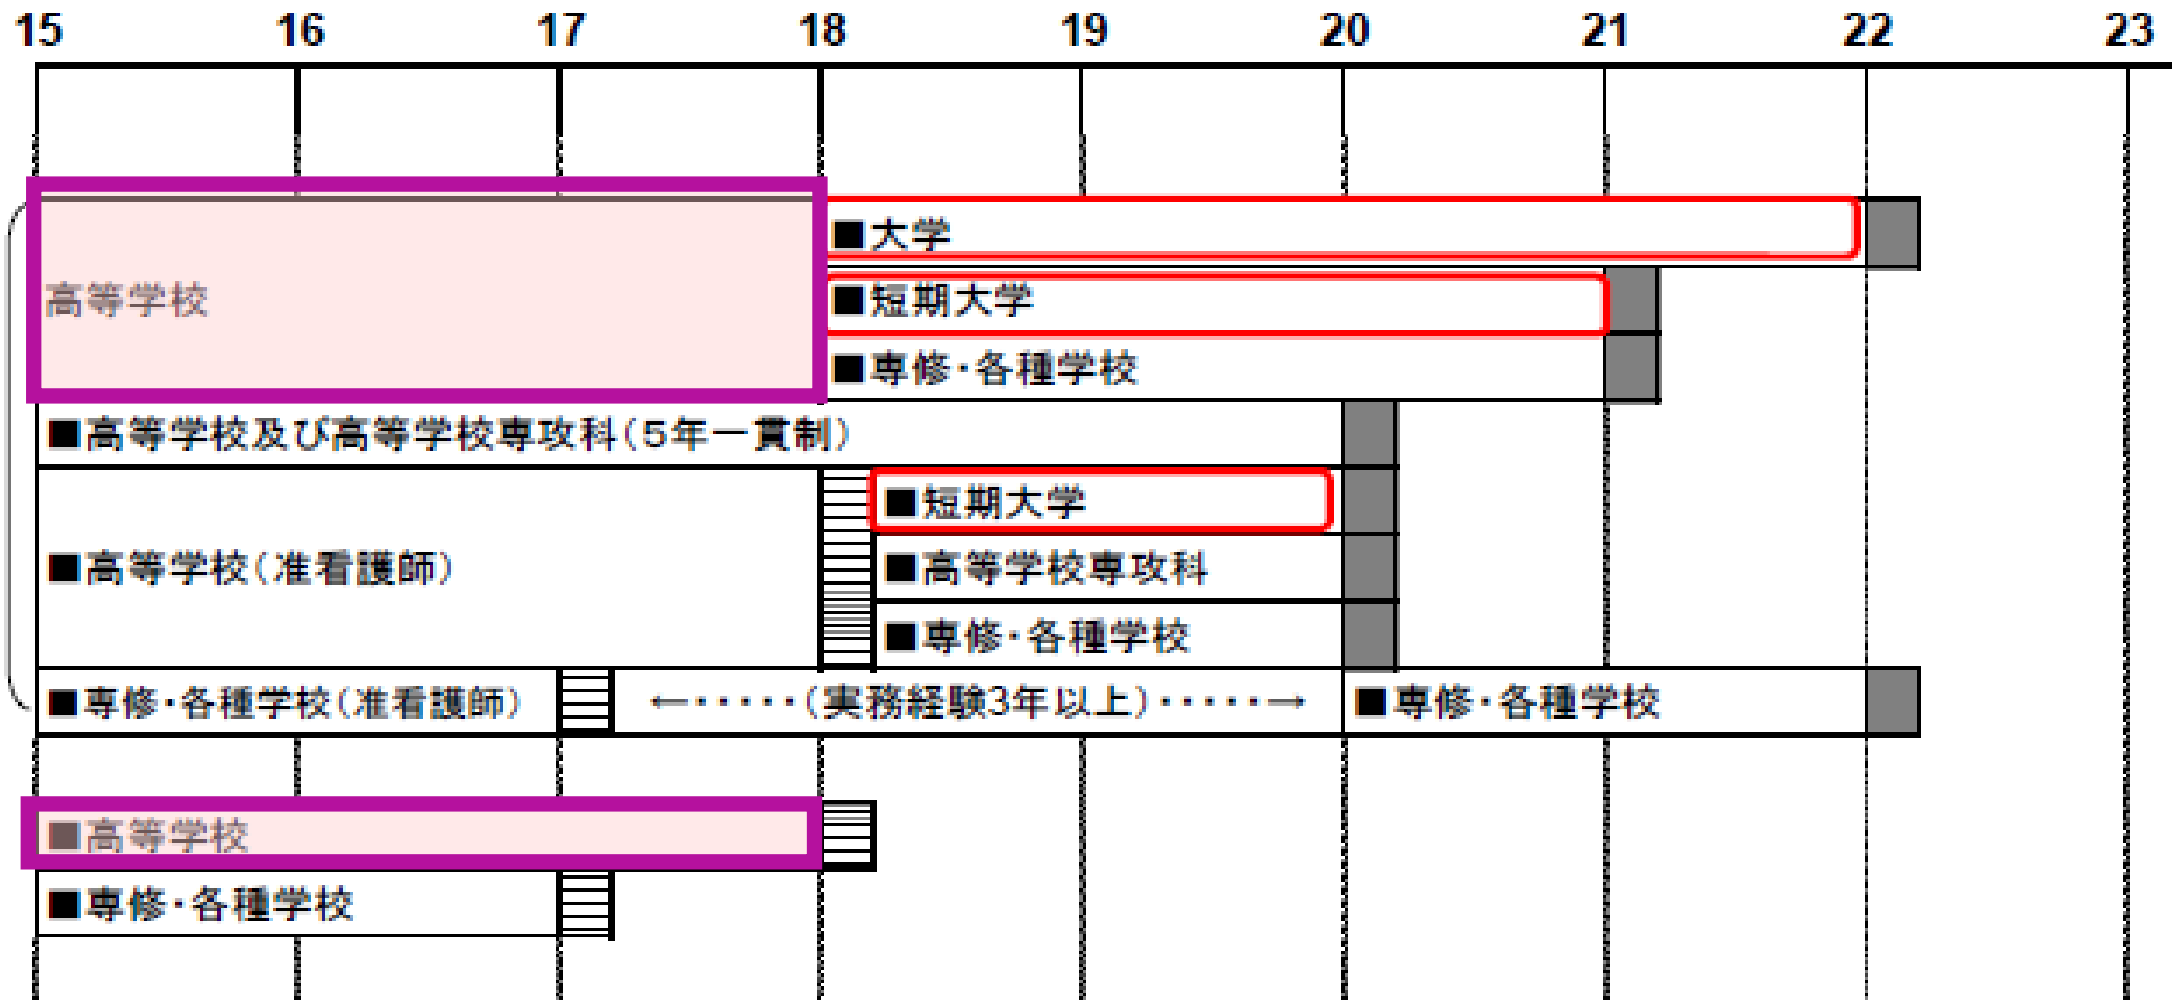 15 16 17 18 19 20 21 22 23
■大学
高等学校
■短期大学
■専修・各種学校
■高等学校及び高等学校専攻科(5年一貫制)
■短期大学
■高等学校(准看護師)
■高等学校専攻科
■専修・各種学校
■専修・各種学校(准看護師) ←・・・・・(実務経験3年以上)・・・・・→ ■専修・各種学校
■高等学校
■専修・各種学校